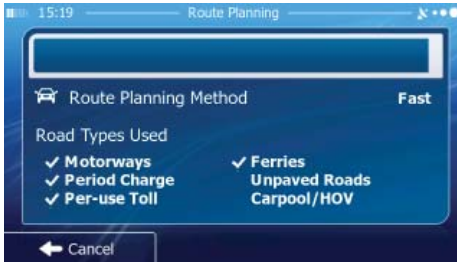 15:19 Route Planning
Route Planning Method Fast
Road Types Used
Motorways Ferries
Period Charge Unpaved Roads
Per-use Toll Carpool/HOV
Cancel